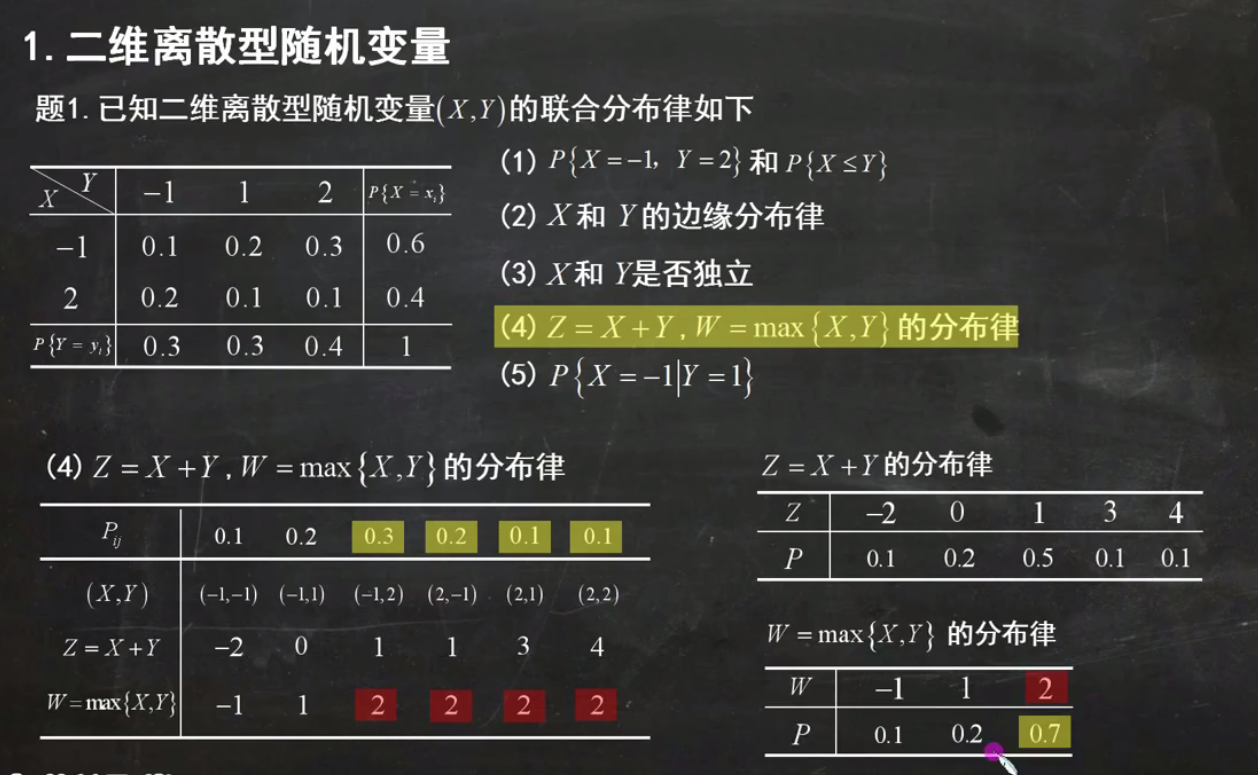 1.二维离散型随机变量
题1.已知二维离散型随机变量(X,Y)的联合分布律如下
X Y −1 1 2 P{X = xᵢ}
−1 0.1 0.2 0.3 0.6
2 0.2 0.1 0.1 0.4
P{Y = yᵢ} 0.3 0.3 0.4 1
(1) P{X = −1, Y = 2} 和 P{X ≤ Y}
(2) X 和 Y 的边缘分布律
(3) X 和 Y是否独立
(4) Z = X + Y , W = max{X,Y} 的分布律
(5) P{X = −1|Y = 1}
(4) Z = X + Y , W = max{X,Y} 的分布律
Pᵢⱼ 0.1 0.2 0.3 0.2 0.1 0.1
(X,Y) (−1,−1) (−1,1) (−1,2) (2,−1) (2,1) (2,2)
Z = X + Y −2 0 1 1 3 4
W = max{X,Y} −1 1 2 2 2 2
Z = X + Y 的分布律
Z −2 0 1 3 4
P 0.1 0.2 0.5 0.1 0.1
W = max{X,Y} 的分布律
W −1 1 2
P 0.1 0.2 0.7